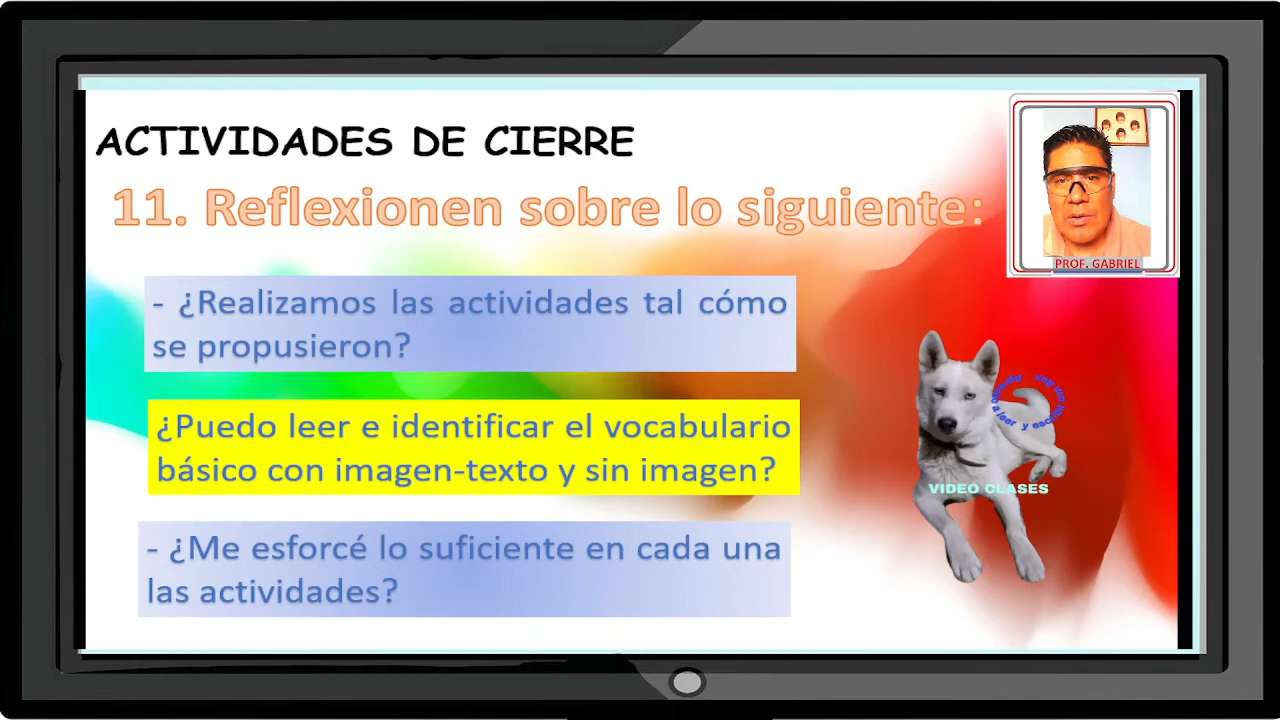 ACTIVIDADES DE CIERRE
11. Reflexionen sobre lo siguiente:
PROF. GABRIEL
- ¿Realizamos las actividades tal cómo
se propusieron?
¿Puedo leer e identificar el vocabulario
básico con imagen-texto y sin imagen?
VIDEO CLASES
- ¿Me esforcé lo suficiente en cada una
las actividades?